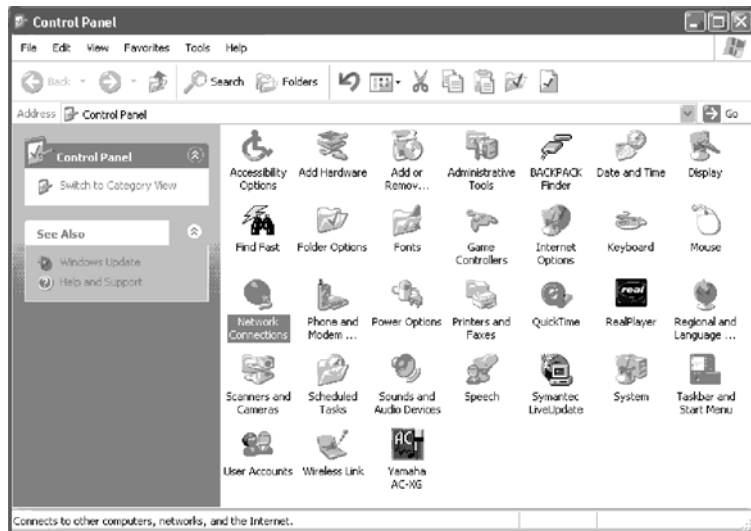 Control Panel
File Edit View Favorites Tools Help
Back Search Folders
Address Control Panel Go
Control Panel
Switch to Category View
See Also
Windows Update
Help and Support
Accessibility Options
Add Hardware
Add or Remov...
Administrative Tools
BACKPACK Finder
Date and Time
Display
Find Fast
Folder Options
Fonts
Game Controllers
Internet Options
Keyboard
Mouse
Network Connections
Phone and Modem ...
Power Options
Printers and Faxes
QuickTime
real
RealPlayer
Regional and Language ...
Scanners and Cameras
Scheduled Tasks
Sounds and Audio Devices
Speech
Symantec LiveUpdate
System
Taskbar and Start Menu
User Accounts
Wireless Link
AC
Yamaha AC-XG
Connects to other computers, networks, and the Internet.